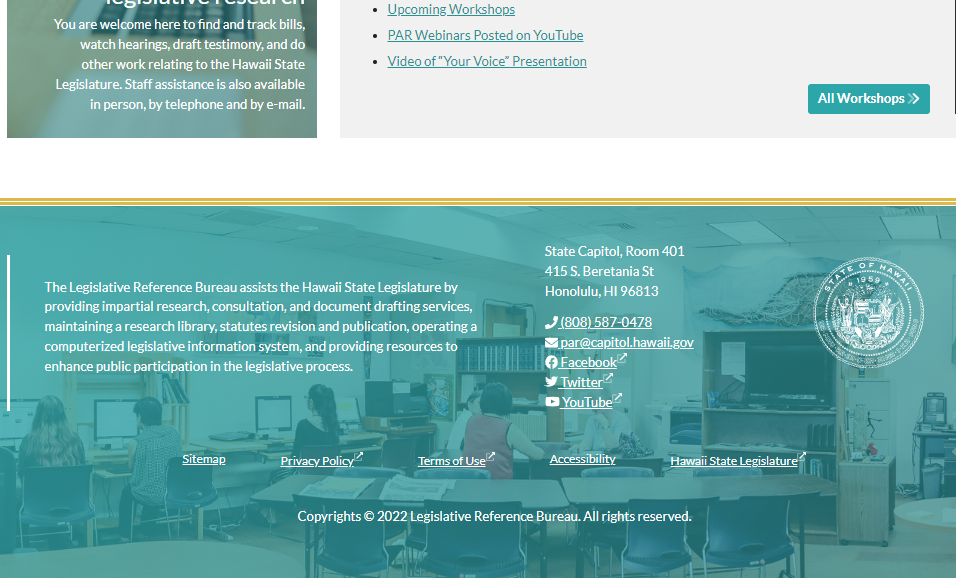 legislative research
You are welcome here to find and track bills,
watch hearings, draft testimony, and do
other work relating to the Hawaii State
Legislature. Staff assistance is also available
in person, by telephone and by e-mail.
Upcoming Workshops
PAR Webinars Posted on YouTube
Video of “Your Voice” Presentation
All Workshops
The Legislative Reference Bureau assists the Hawaii State Legislature by
providing impartial research, consultation, and document drafting services,
maintaining a research library, statutes revision and publication, operating a
computerized legislative information system, and providing resources to
enhance public participation in the legislative process.
State Capitol, Room 401
415 S. Beretania St
Honolulu, HI 96813
(808) 587-0478
par@capitol.hawaii.gov
Facebook
Twitter
YouTube
STATE OF HAWAII
1959
Sitemap
Privacy Policy
Terms of Use
Accessibility
Hawaii State Legislature
Copyrights © 2022 Legislative Reference Bureau. All rights reserved.